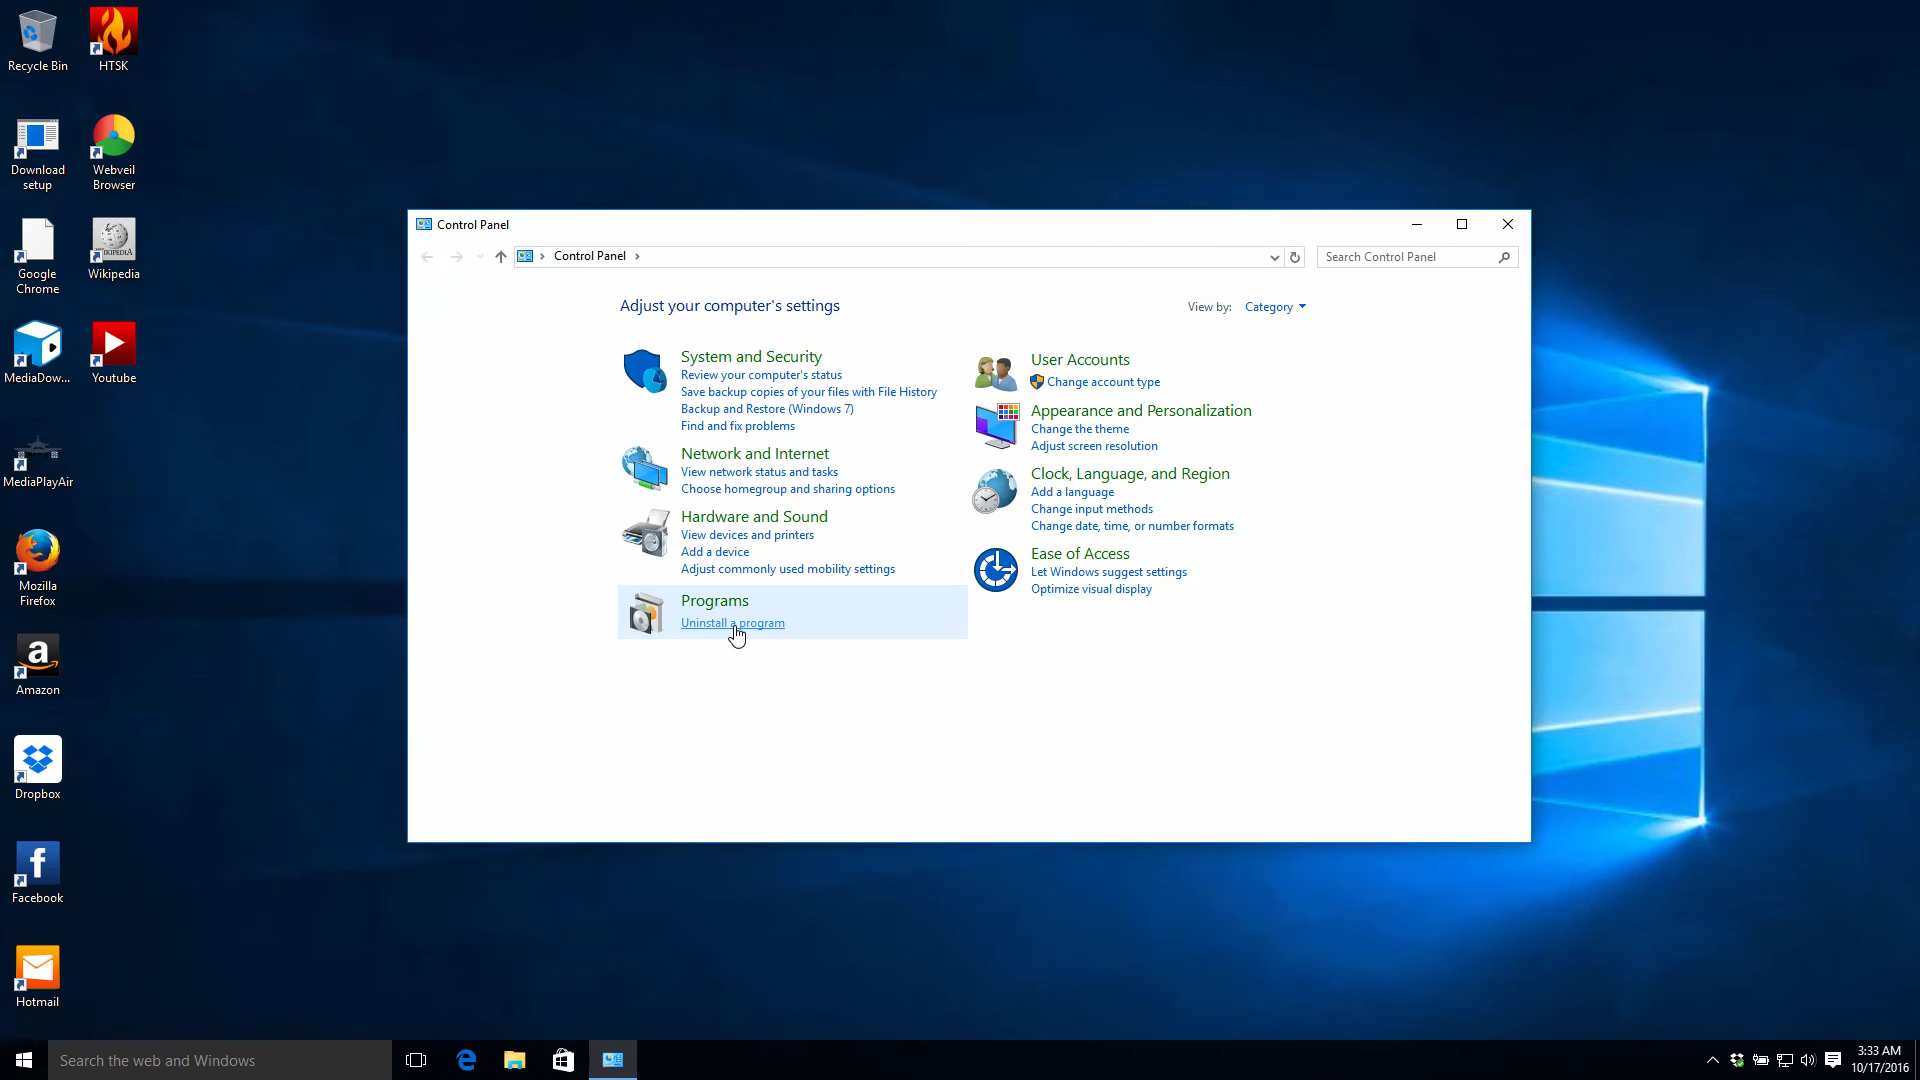 Recycle Bin
HTSK
Download
setup
Webveil
Browser
Google
Chrome
WIKIPEDIA
Wikipedia
MediaDow...
Youtube
MediaPlayAir
Mozilla
Firefox
a
Amazon
Dropbox
f
Facebook
Hotmail
Control Panel
Control Panel
Search Control Panel
Adjust your computer's settings
View by: Category
System and Security
Review your computer's status
Save backup copies of your files with File History
Backup and Restore (Windows 7)
Find and fix problems
Network and Internet
View network status and tasks
Choose homegroup and sharing options
Hardware and Sound
View devices and printers
Add a device
Adjust commonly used mobility settings
Programs
Uninstall a program
User Accounts
Change account type
Appearance and Personalization
Change the theme
Adjust screen resolution
Clock, Language, and Region
Add a language
Change input methods
Change date, time, or number formats
Ease of Access
Let Windows suggest settings
Optimize visual display
Search the web and Windows
3:33 AM
10/17/2016